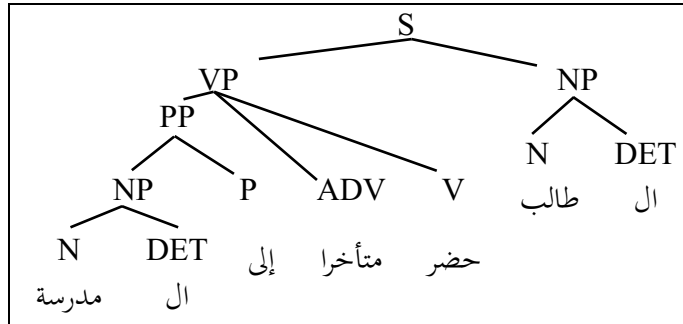 S
VP NP
PP
N DET
NP P ADV V
طالب ال
حضر متأخرا إلى
N DET
مدرسة ال